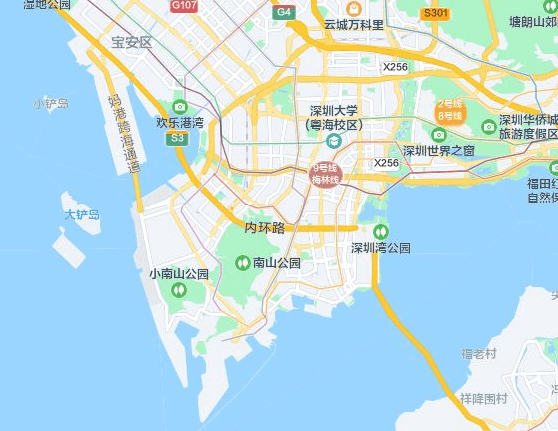 湿地公园
G107
G4
云城万科里
S301
塘朗山郊
宝安区
X256
小铲岛
妈港跨海通道
欢乐港湾
S3
深圳大学
(粤海校区)
2号线
8号线
深圳华侨城
旅游度假区
深圳世界之窗
X256
9号线
梅林线
福田红
自然保
大铲岛
内环路
深圳湾公园
小南山公园
南山公园
福老村
祥降围村